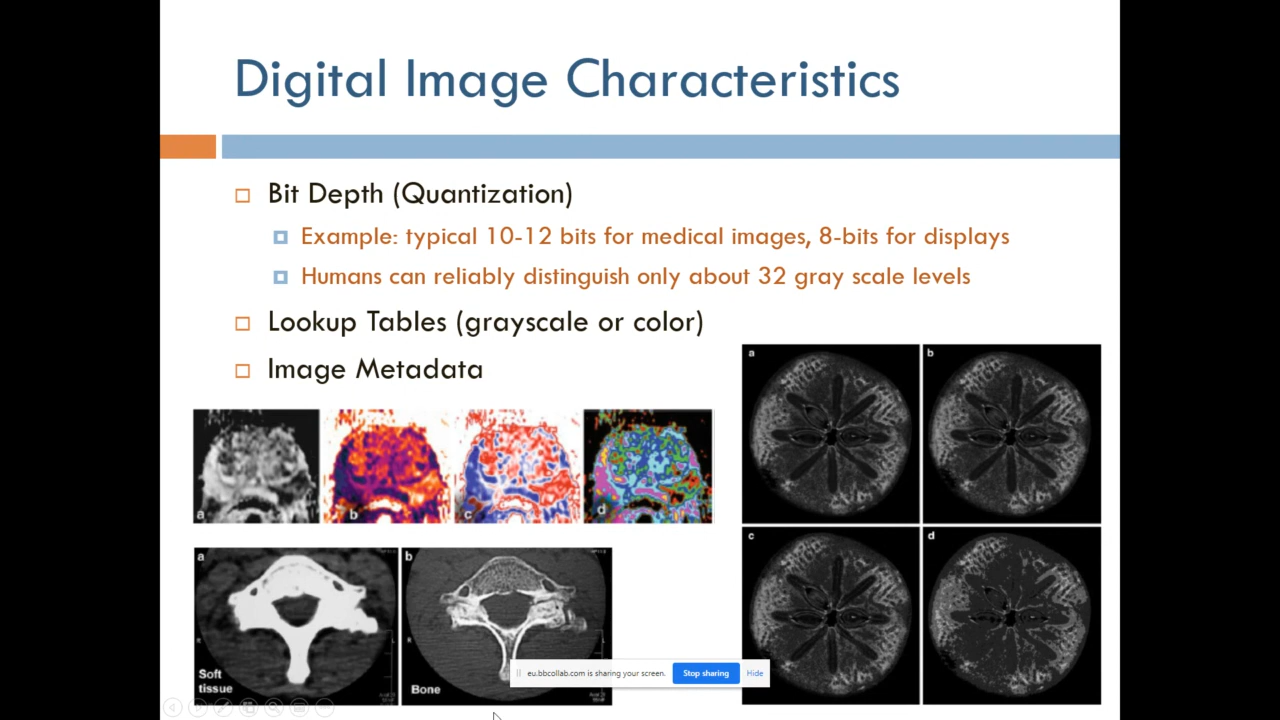 Digital Image Characteristics
Bit Depth (Quantization)
Example: typical 10-12 bits for medical images, 8-bits for displays
Humans can reliably distinguish only about 32 gray scale levels
Lookup Tables (grayscale or color)
Image Metadata
a
b
c
d
a
b
c
d
a
Soft
tissue
b
Bone
eu.bbcollab.com is sharing your screen.
Stop sharing
Hide